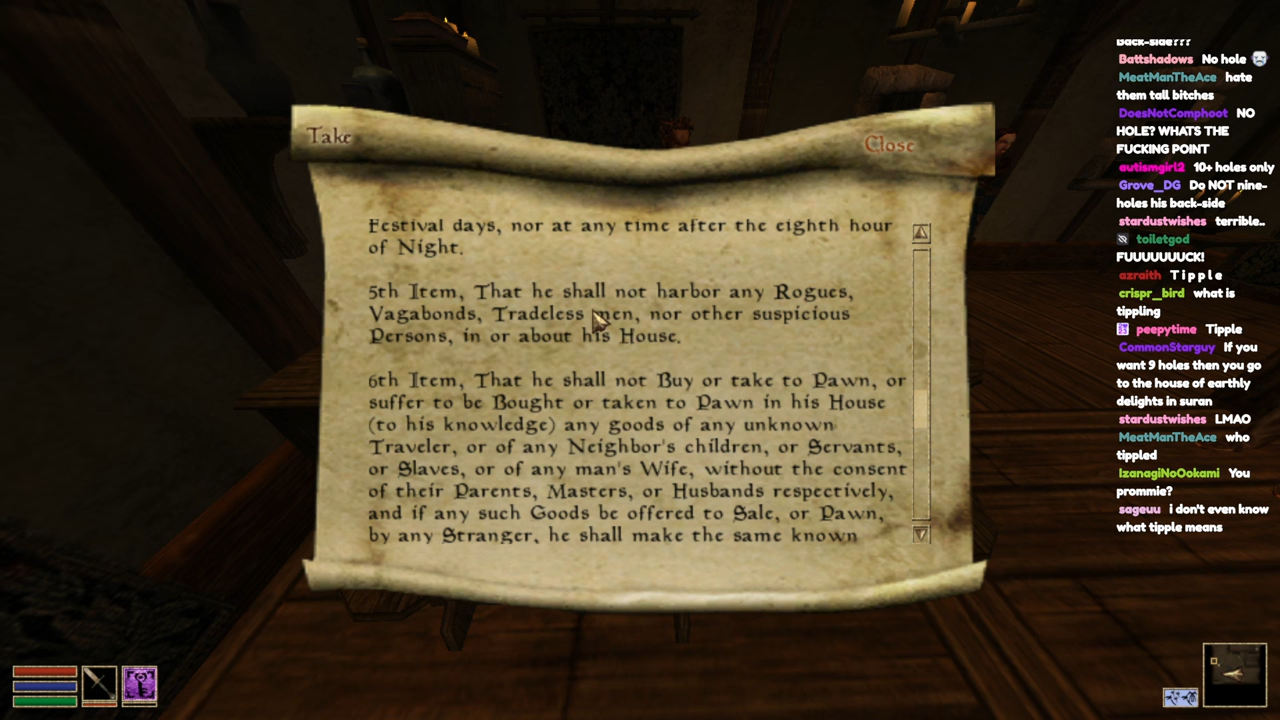 Take
Close
Festival days, nor at any time after the eighth hour
of Night.
5th Item, That he shall not harbor any Rogues,
Vagabonds, Tradeless men, nor other suspicious
Persons, in or about his House.
6th Item, That he shall not Buy or take to Pawn, or
suffer to be Bought or taken to Pawn in his House
(to his knowledge) any goods of any unknown
Traveler, or of any Neighbor's children, or Servants,
or Slaves, or of any man's Wife, without the consent
of their Parents, Masters, or Husbands respectively,
and if any such Goods be offered to Sale, or Pawn,
by any Stranger, he shall make the same known
Back-side???
Battshadows No hole
MeatManTheAce hate
them tall bitches
DoesNotComphoot NO
HOLE? WHATS THE
FUCKING POINT
autismgirl2 10+ holes only
Grove_DG Do NOT nine-
holes his back-side
stardustwishes terrible..
toiletgod
FUUUUUUUCK!
azraith T i p p l e
crispr_bird what is
tippling
peepytime Tipple
CommonStarguy If you
want 9 holes then you go
to the house of earthly
delights in suran
stardustwishes LMAO
MeatManTheAce who
tippled
IzanagiNoOokami You
prommie?
sageuu i don't even know
what tipple means